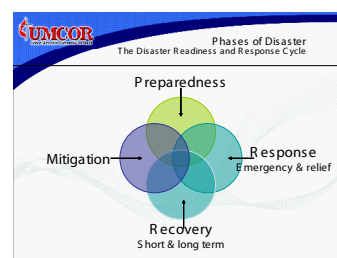 UMCOR
Phases of Disaster
The Disaster Readiness and Response Cycle
Preparedness
Mitigation
Response
Emergency & relief
Recovery
Short & long term